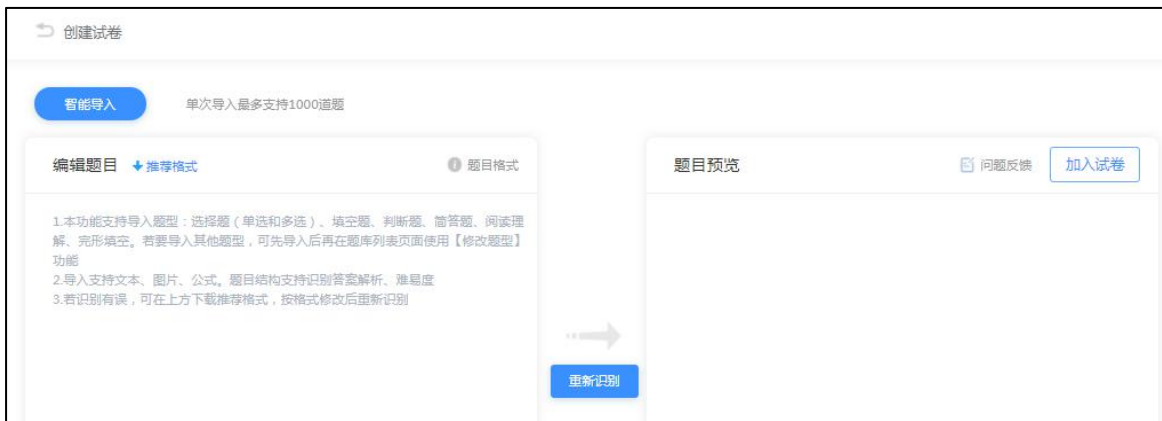 创建试卷
智能导入 单次导入最多支持1000道题
编辑题目 推荐格式 题目格式
1.本功能支持导入题型：选择题（单选和多选）、填空题、判断题、简答题、阅读理
解、完形填空。若要导入其他题型，可先导入后再在题库列表页面使用【修改题型】
功能
2.导入支持文本、图片、公式。题目结构支持识别答案解析、难易度
3.若识别有误，可在上方下载推荐格式，按格式修改后重新识别
重新识别
题目预览 问题反馈 加入试卷